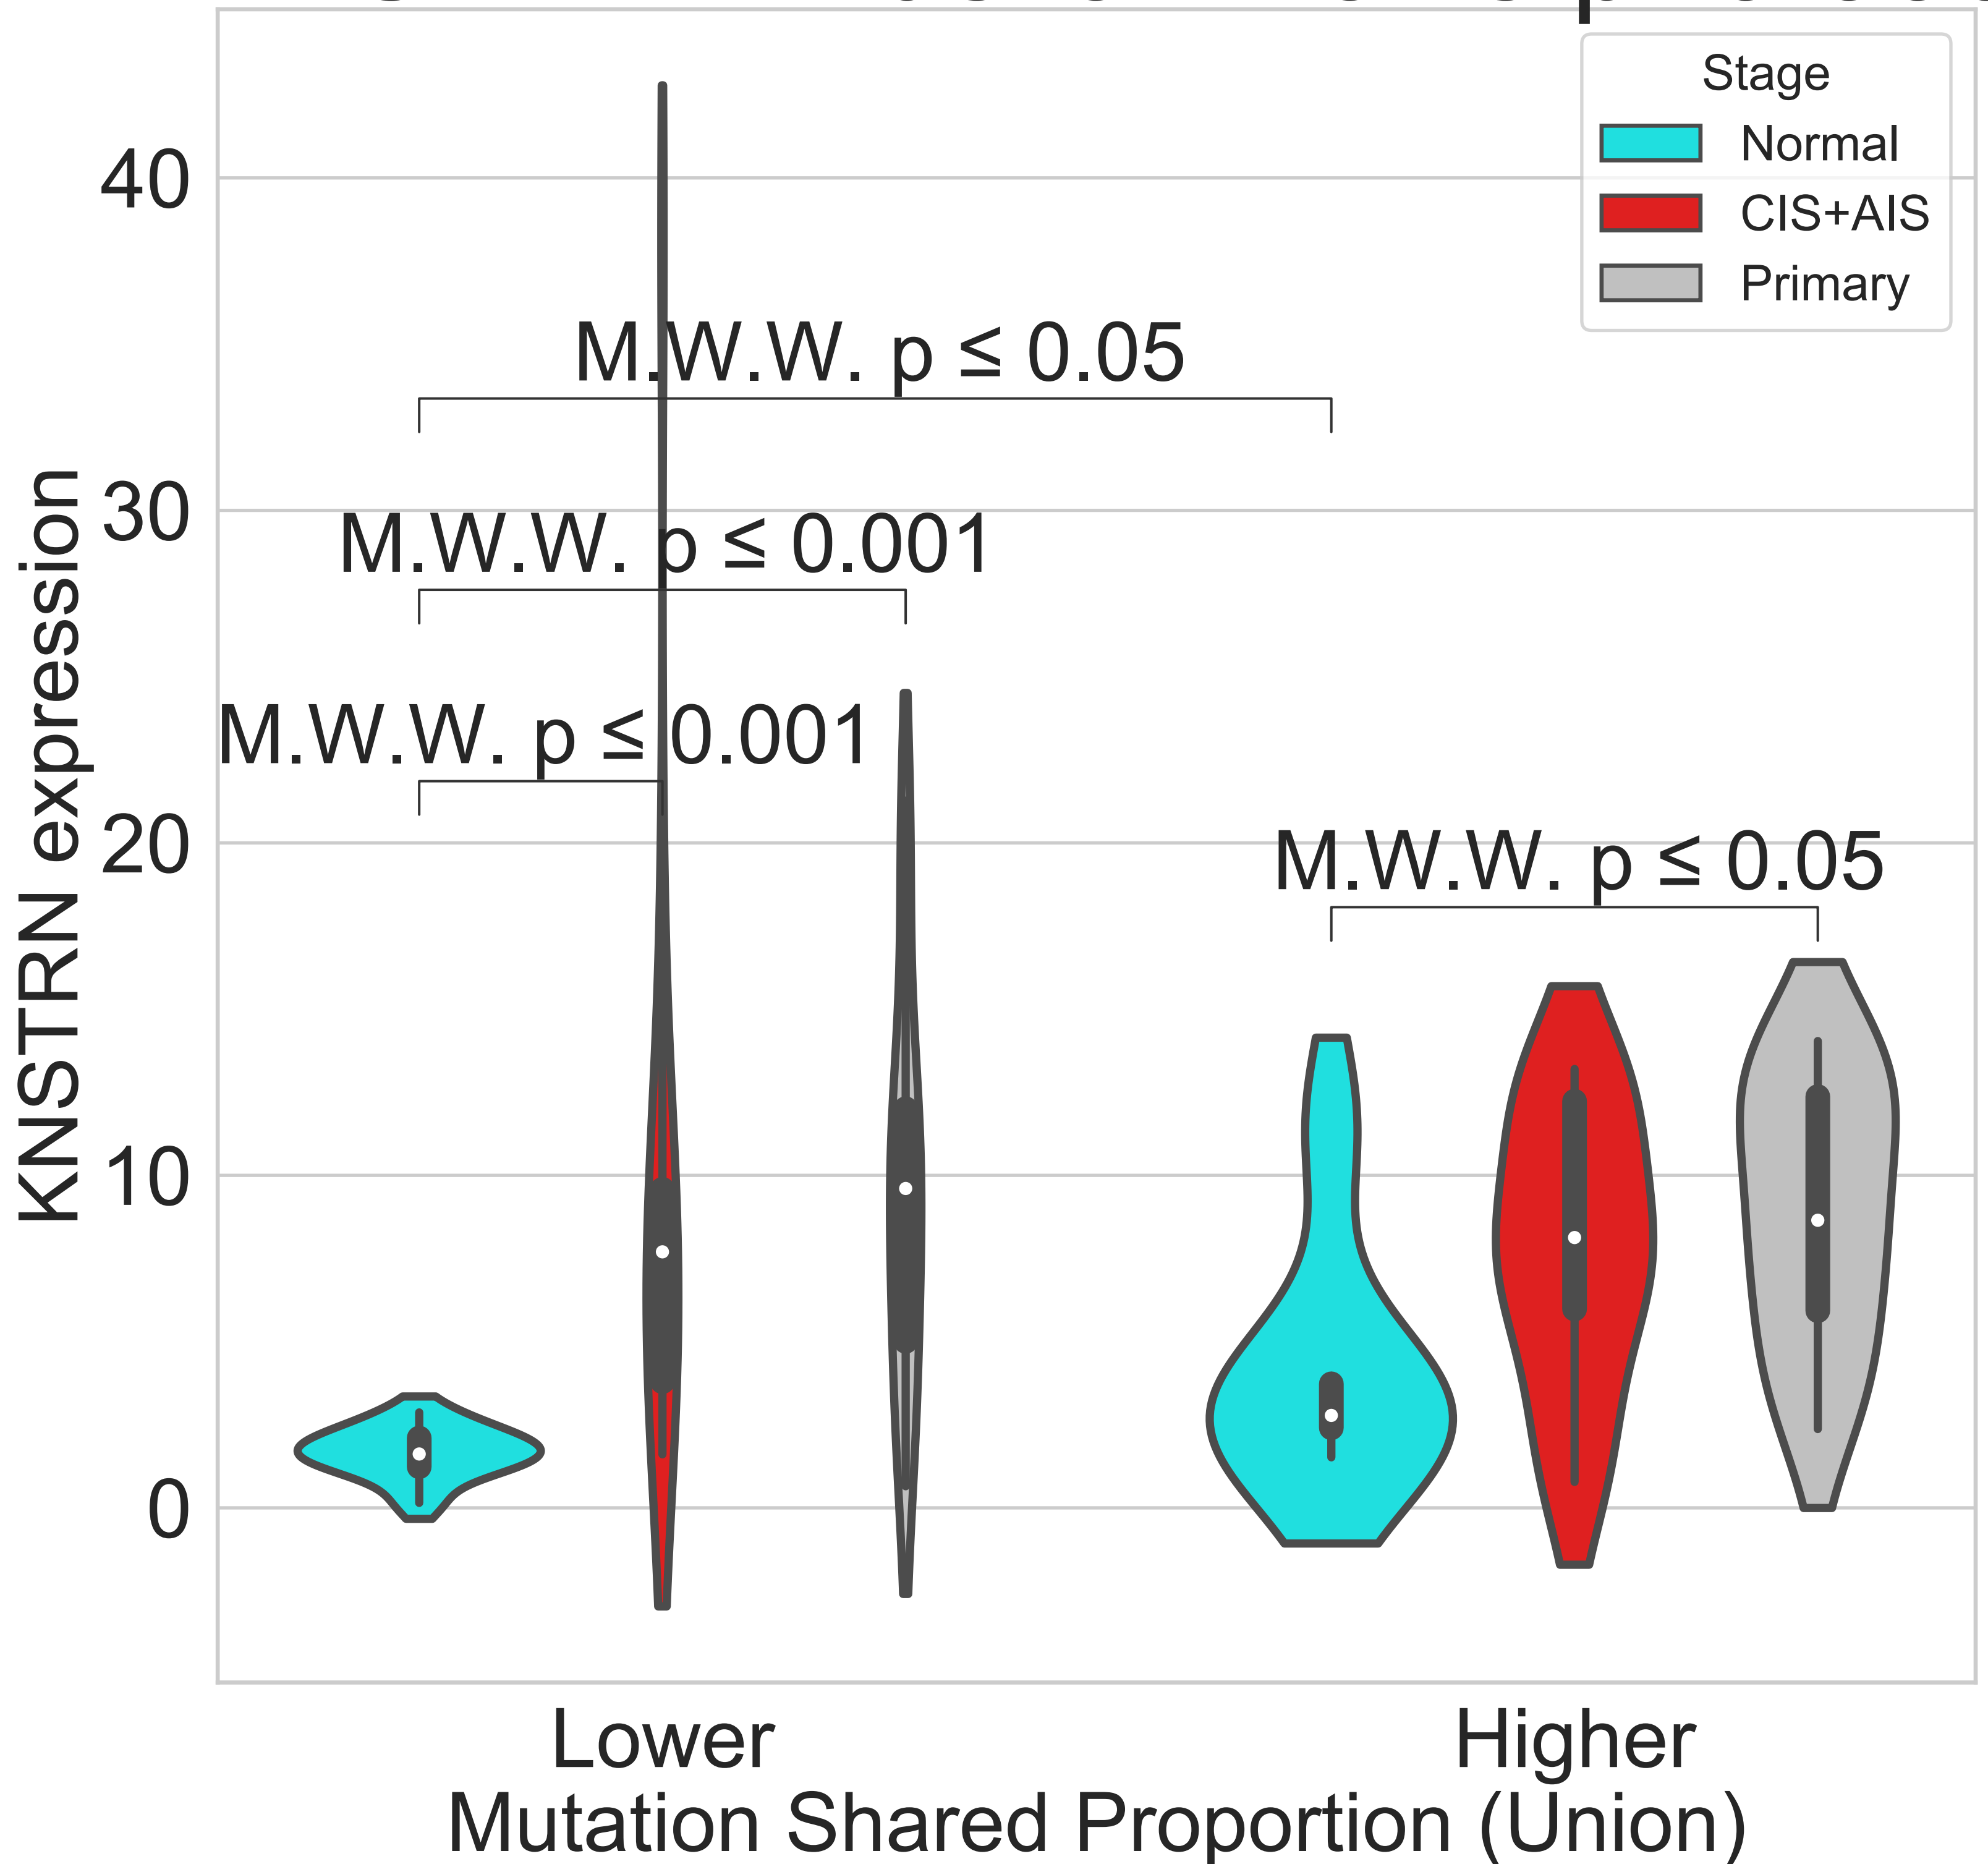 Stage
Normal
CIS+AIS
Primary
40
30
20
10
0
KNSTRN expression
M.W.W. p ≤ 0.05
M.W.W. p ≤ 0.001
M.W.W. p ≤ 0.001
M.W.W. p ≤ 0.05
Lower
Higher
Mutation Shared Proportion (Union)